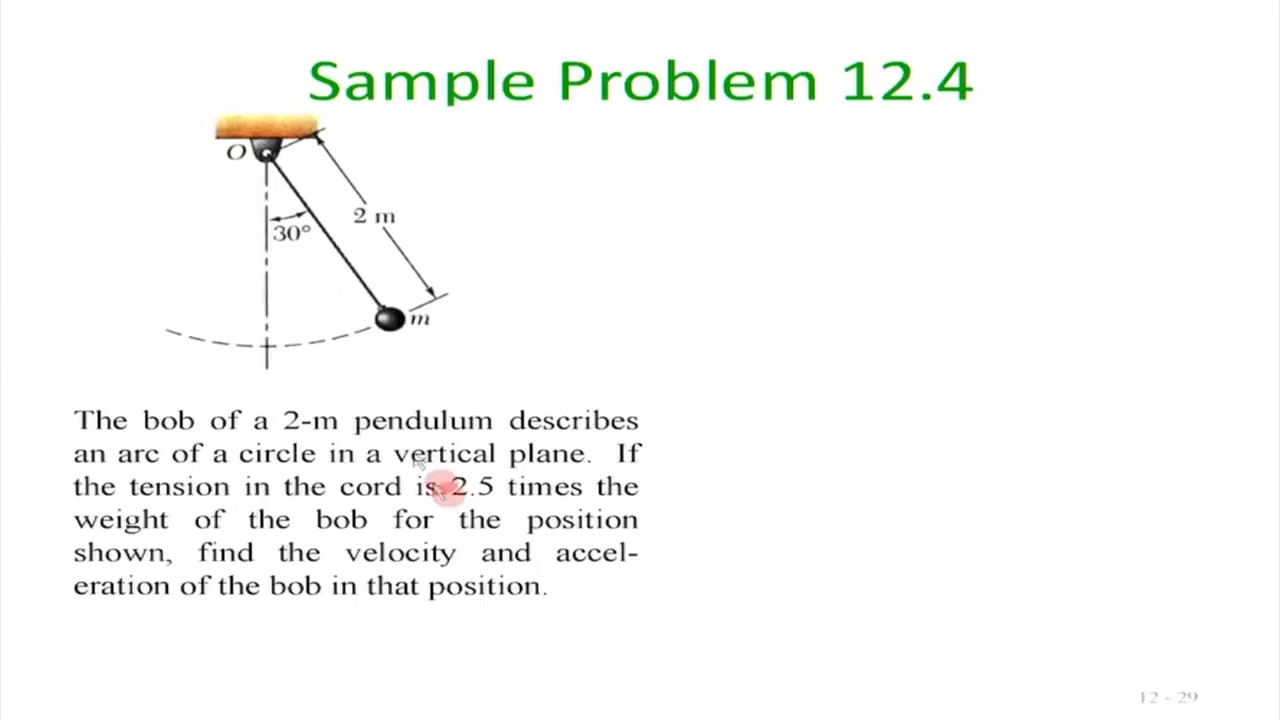 Sample Problem 12.4
O
2 m
30°
m
The bob of a 2-m pendulum describes
an arc of a circle in a vertical plane. If
the tension in the cord is 2.5 times the
weight of the bob for the position
shown, find the velocity and accel-
eration of the bob in that position.
12 - 29